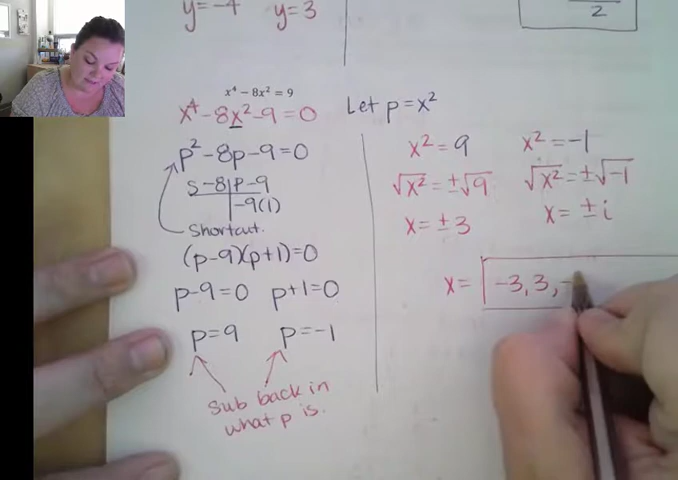 y=-4 y=3
2
x⁴ - 8x² = 9
x⁴-8x²-9=0
Let p=x²
p²-8p-9=0
S -8 | P -9
-9(1)
Shortcut.
(p-9)(p+1)=0
p-9=0 p+1=0
p=9 p=-1
Sub back in
what p is.
x²=9 x²=-1
√x²=±√9 √x²=±√-1
x=±3 x=±i
x= -3, 3, -